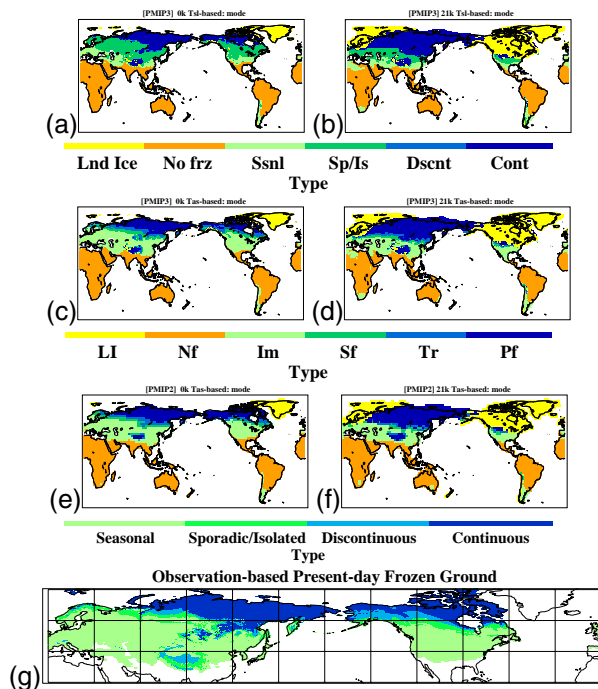 [PMIP3] 0k Tsl-based: mode
[PMIP3] 21k Tsl-based: mode
(a)
(b)
Lnd Ice No frz Ssnl Sp/Is Dscnt Cont
Type
[PMIP3] 0k Tas-based: mode
[PMIP3] 21k Tas-based: mode
(c)
(d)
LI Nf Im Sf Tr Pf
[PMIP2] 0k Tas-based: mode
[PMIP2] 21k Tas-based: mode
(e)
(f)
Seasonal Sporadic/Isolated Discontinuous Continuous
Type
Observation-based Present-day Frozen Ground
(g)